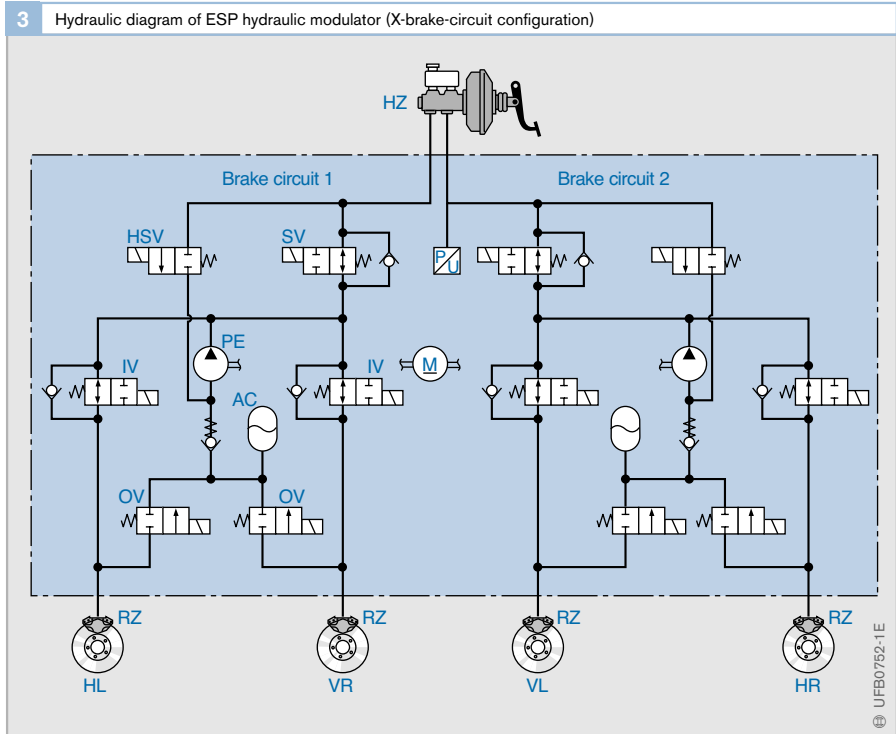 3 Hydraulic diagram of ESP hydraulic modulator (X-brake-circuit configuration)
HZ
Brake circuit 1 Brake circuit 2
HSV SV
P U
PE
IV IV M
AC
OV OV
RZ RZ RZ RZ
HL VR VL HR
UFB0752-1E